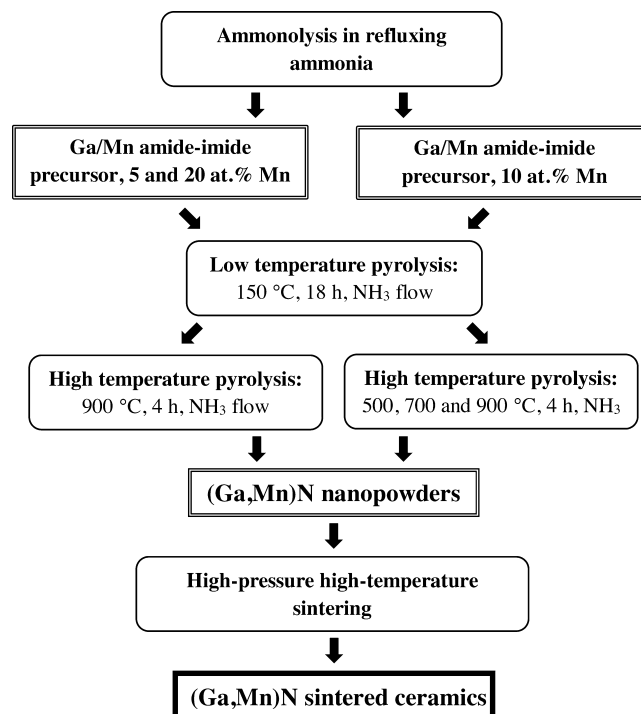 Ammonolysis in refluxing
ammonia
Ga/Mn amide-imide
precursor, 5 and 20 at.% Mn
Ga/Mn amide-imide
precursor, 10 at.% Mn
Low temperature pyrolysis:
150 °C, 18 h, NH₃ flow
High temperature pyrolysis:
900 °C, 4 h, NH₃ flow
High temperature pyrolysis:
500, 700 and 900 °C, 4 h, NH₃
(Ga,Mn)N nanopowders
High-pressure high-temperature
sintering
(Ga,Mn)N sintered ceramics